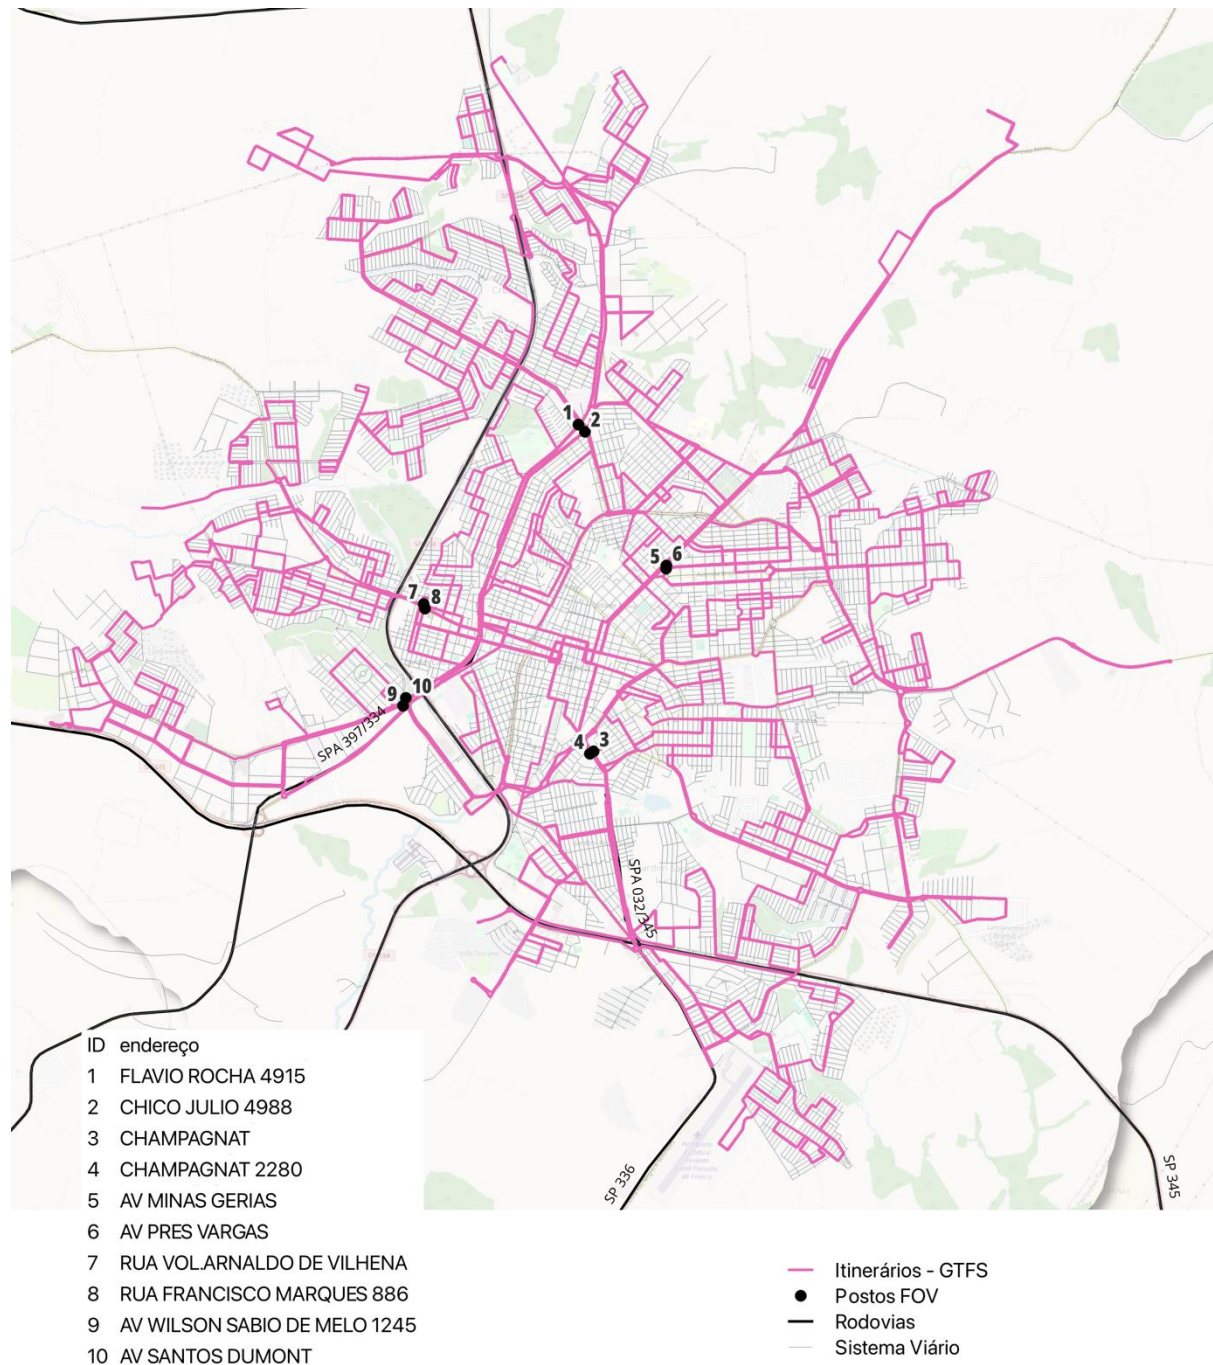 1
2
5
6
7
8
10
9
SPA 397/334
4
3
SPA 032/345
SP 336
SP 345
ID endereço
1 FLAVIO ROCHA 4915
2 CHICO JULIO 4988
3 CHAMPAGNAT
4 CHAMPAGNAT 2280
5 AV MINAS GERIAS
6 AV PRES VARGAS
7 RUA VOL.ARNALDO DE VILHENA
8 RUA FRANCISCO MARQUES 886
9 AV WILSON SABIO DE MELO 1245
10 AV SANTOS DUMONT
Itinerários - GTFS
Postos FOV
Rodovias
Sistema Viário